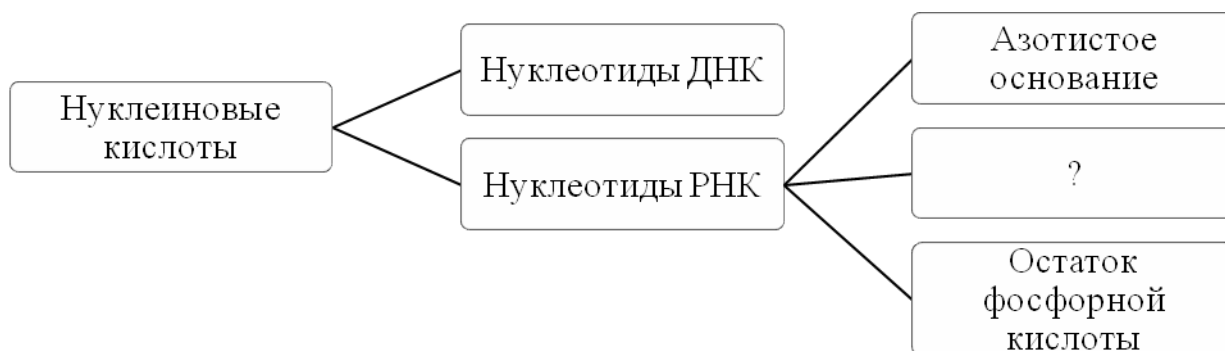 Нуклеиновые
кислоты
Нуклеотиды ДНК
Нуклеотиды РНК
Азотистое
основание
?
Остаток
фосфорной
кислоты